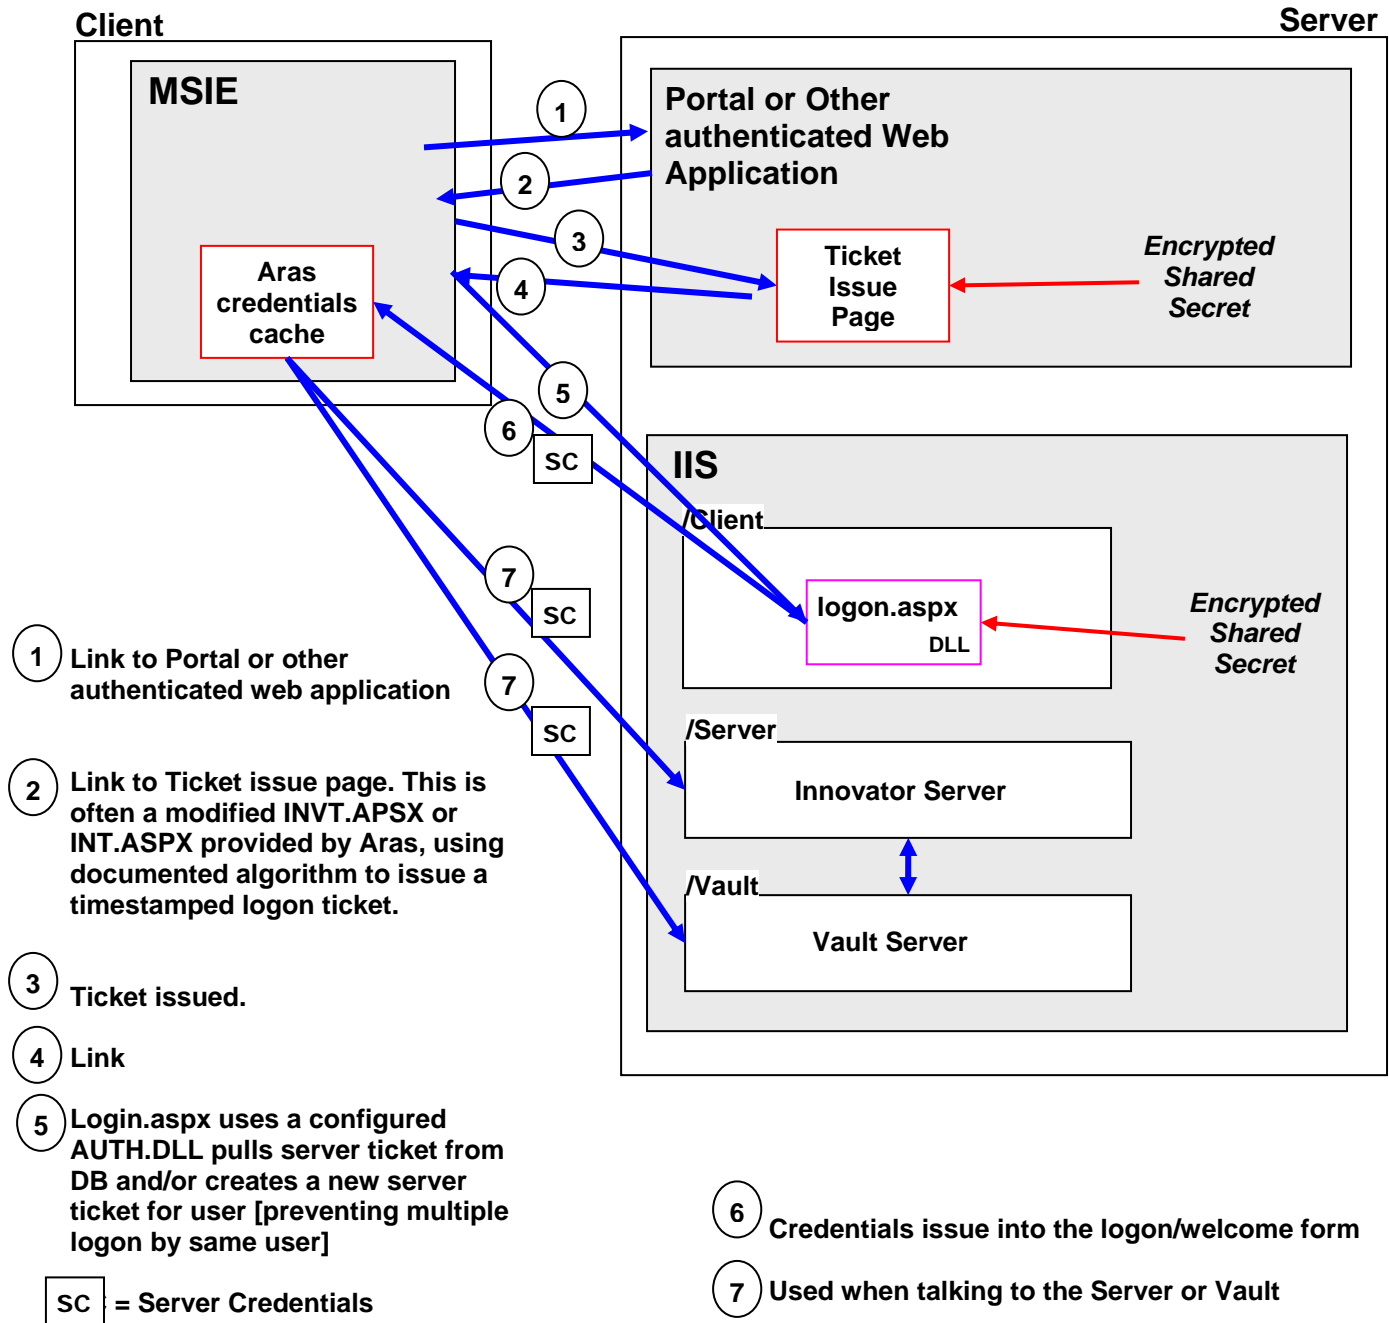 Client
Server
MSIE
Portal or Other
authenticated Web
Application
1
2
3
4
Aras
credentials
cache
Ticket
Issue
Page
Encrypted
Shared
Secret
5
6
SC
IIS
/Client
logon.aspx
DLL
Encrypted
Shared
Secret
7
SC
7
SC
/Server
Innovator Server
/Vault
Vault Server
1
Link to Portal or other
authenticated web application
2
Link to Ticket issue page. This is
often a modified INVT.APSX or
INT.ASPX provided by Aras, using
documented algorithm to issue a
timestamped logon ticket.
3
Ticket issued.
4
Link
5
Login.aspx uses a configured
AUTH.DLL pulls server ticket from
DB and/or creates a new server
ticket for user [preventing multiple
logon by same user]
SC = Server Credentials
6
Credentials issue into the logon/welcome form
7
Used when talking to the Server or Vault